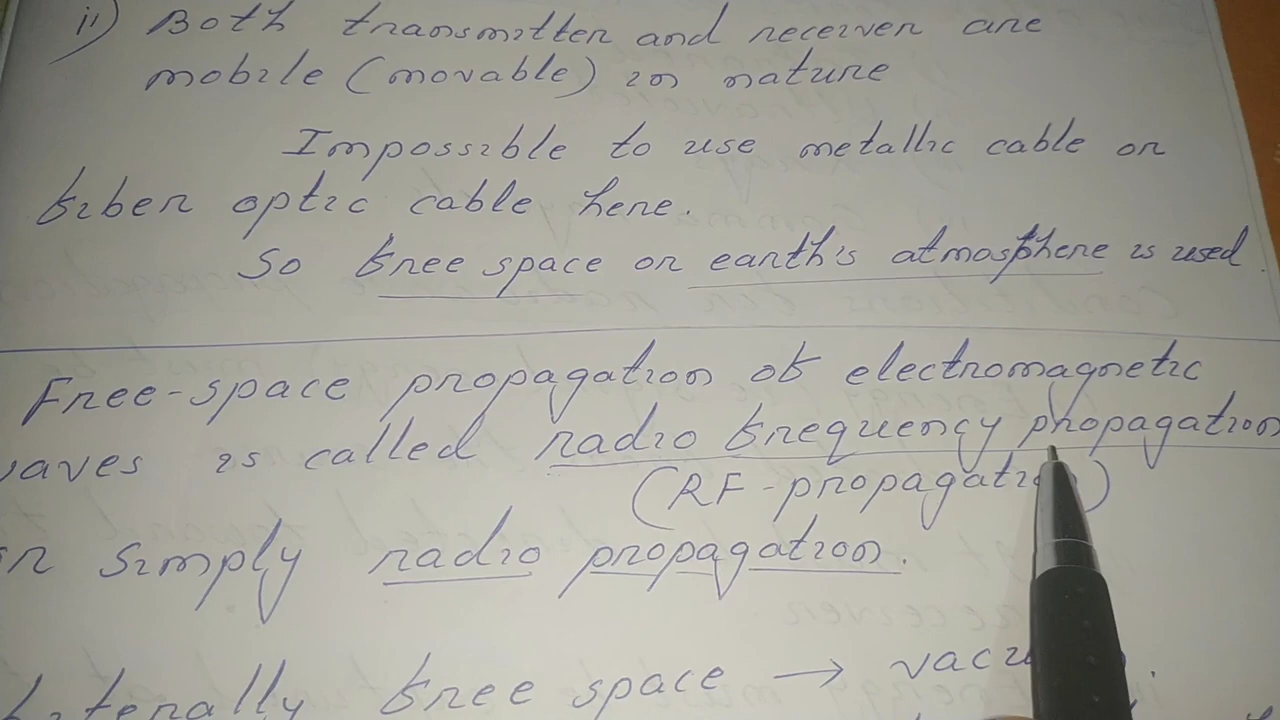 ii) Both transmitter and receiver are
mobile (movable) in nature
Impossible to use metallic cable or
fiber optic cable here.
So free space or earth's atmosphere is used.
Free-space propagation of electromagnetic
waves is called radio frequency propagation
(RF-propagation)
or simply radio propagation.
Literally free space → vacuum.